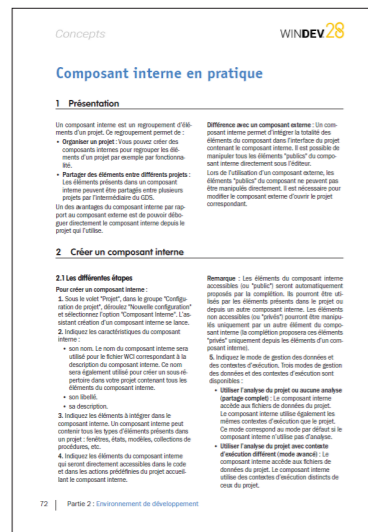 Concepts
WINDEV 28
Composant interne en pratique
1 Présentation
Un composant interne est un regroupement d'élé-
ments d'un projet. Ce regroupement permet de :
• Organiser un projet : Vous pouvez créer des
composants internes pour regrouper les élé-
ments d'un projet par exemple par fonctionna-
lité.
• Partager des éléments entre différents projets :
Les éléments présents dans un composant
interne peuvent être partagés entre plusieurs
projets par l'intermédiaire du GDS.
Un des avantages du composant interne par rap-
port au composant externe est de pouvoir débo-
guer directement le composant interne depuis le
projet qui l'utilise.
Différence avec un composant externe : Un com-
posant interne permet d'intégrer la totalité des
éléments du composant dans l'interface du projet
contenant le composant interne. Il est possible de
manipuler tous les éléments "publics" du compo-
sant interne directement sous l'éditeur.
Lors de l'utilisation d'un composant externe, les
éléments "publics" du composant ne peuvent pas
être manipulés directement. Il est nécessaire pour
modifier le composant externe d'ouvrir le projet
correspondant.
2 Créer un composant interne
2.1 Les différentes étapes
Pour créer un composant interne :
1. Sous le volet "Projet", dans le groupe "Configu-
ration de projet", déroulez "Nouvelle configuration"
et sélectionnez l'option "Composant Interne". L'as-
sistant création d'un composant interne se lance.
2. Indiquez les caractéristiques du composant
interne :
• son nom. Le nom du composant interne sera
utilisé pour le fichier WCI correspondant à la
description du composant interne. Ce nom
sera également utilisé pour créer un sous-ré-
pertoire dans votre projet contenant tous les
éléments du composant interne.
• son libellé.
• sa description.
3. Indiquez les éléments à intégrer dans le
composant interne. Un composant interne peut
contenir tous les types d'éléments présents dans
un projet : fenêtres, états, modèles, collections de
procédures, etc.
4. Indiquez les éléments du composant interne
qui seront directement accessibles dans le code
et dans les actions prédéfinies du projet accueil-
lant le composant interne.
Remarque : Les éléments du composant interne
accessibles (ou "public") seront automatiquement
proposés par la complétion. Ils pourront être uti-
lisés par les éléments présents dans le projet ou
depuis un autre composant interne. Les éléments
non accessibles (ou "privés") pourront être manipu-
lés uniquement par un autre élément du compo-
sant interne (la complétion proposera ces éléments
"privés" uniquement depuis les éléments d'un com-
posant interne).
5. Indiquez le mode de gestion des données et
des contextes d'exécution. Trois modes de gestion
des données et des contextes d'exécution sont
disponibles :
• Utiliser l'analyse du projet ou aucune analyse
(partage complet) : Le composant interne
accède aux fichiers de données du projet.
Le composant interne utilise également les
mêmes contextes d'exécution que le projet.
Ce mode correspond au mode par défaut si le
composant interne n'utilise pas d'analyse.
• Utiliser l'analyse du projet avec contexte
d'exécution différent (mode avancé) : Le
composant interne accède aux fichiers de
données du projet. Le composant interne
utilise des contextes d'exécution distincts de
ceux du projet.
72 Partie 2 : Environnement de développement